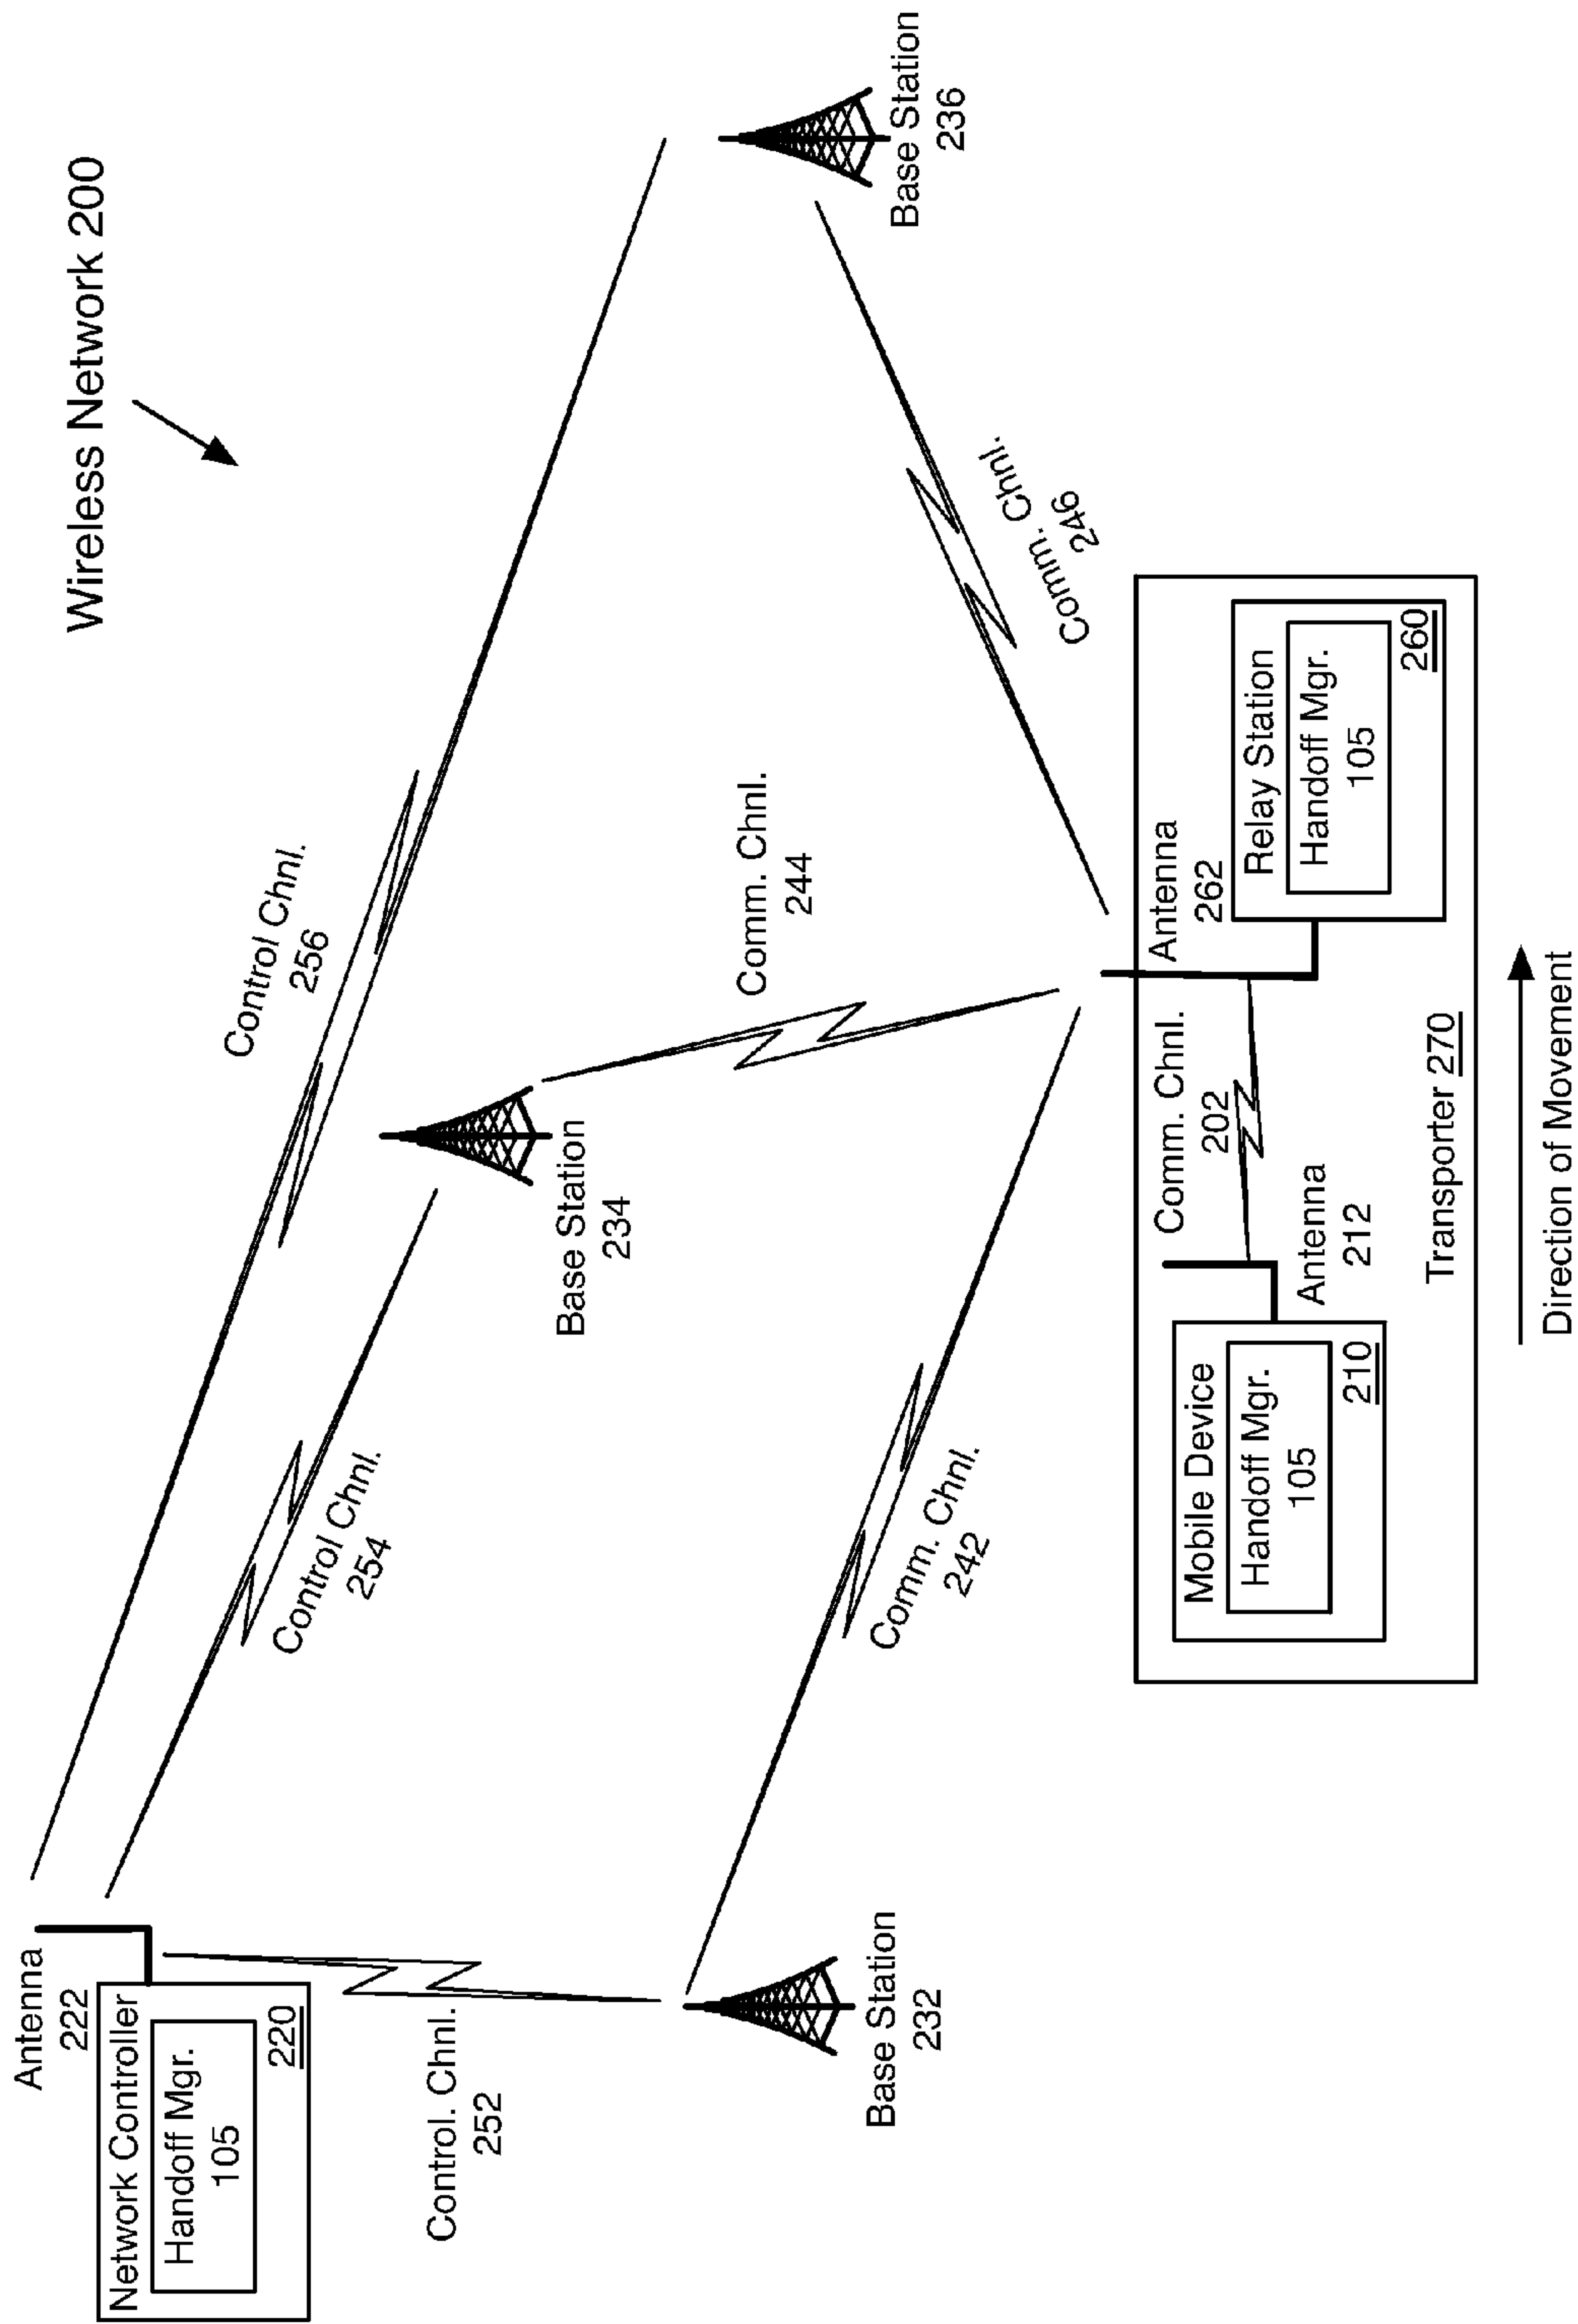 Wireless Network 200
Antenna
222
Network Controller
Handoff Mgr.
105
220
Control. Chnl.
252
Control Chnl.
254
Control Chnl.
256
Base Station
232
Base Station
234
Base Station
236
Comm. Chnl.
242
Comm. Chnl.
244
Comm. Chnl.
246
Mobile Device
Handoff Mgr.
105
210
Antenna
212
Comm. Chnl.
202
Antenna
262
Relay Station
Handoff Mgr.
105
260
Transporter 270
Direction of Movement